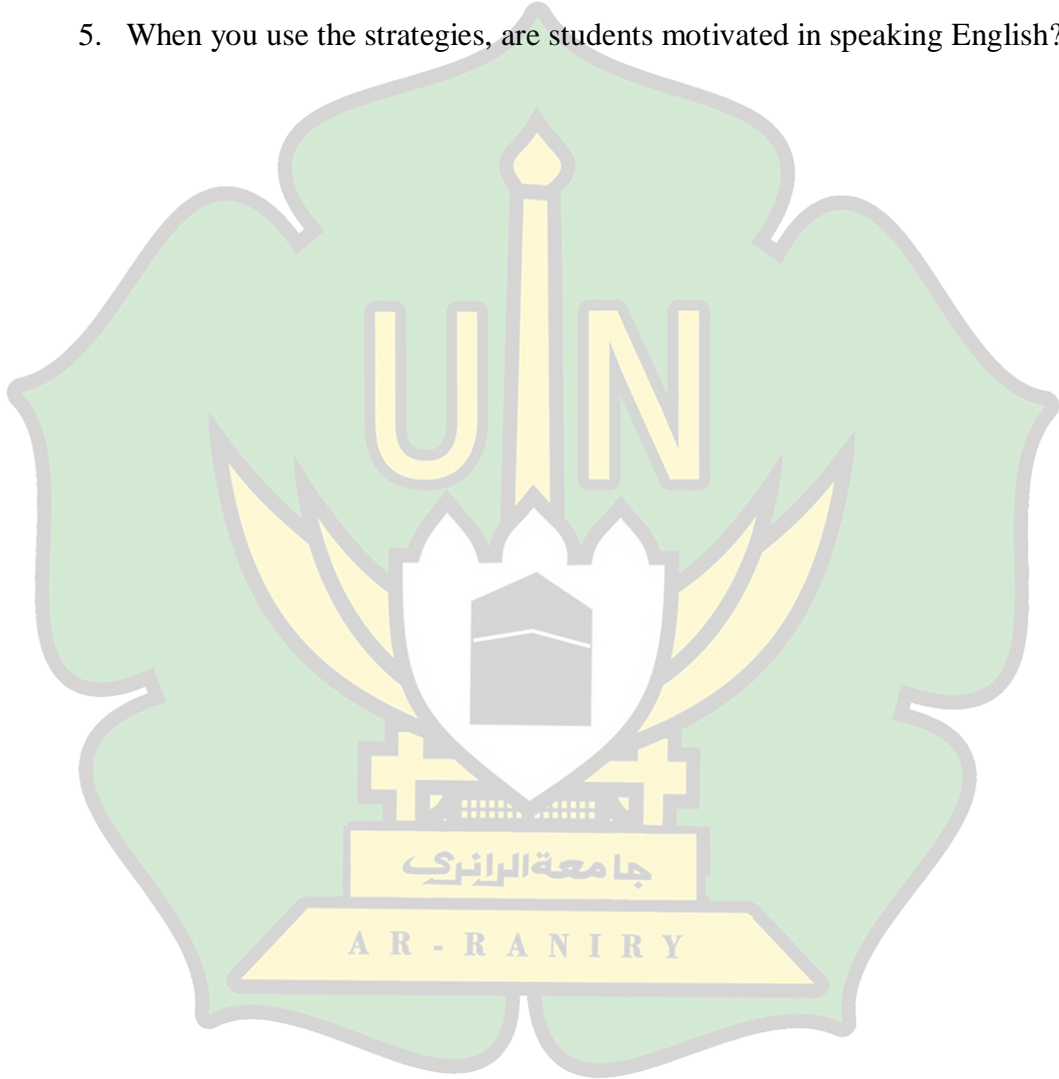 5. When you use the strategies, are students motivated in speaking English?
UIN
جامعةالرانري
AR-RANIRY